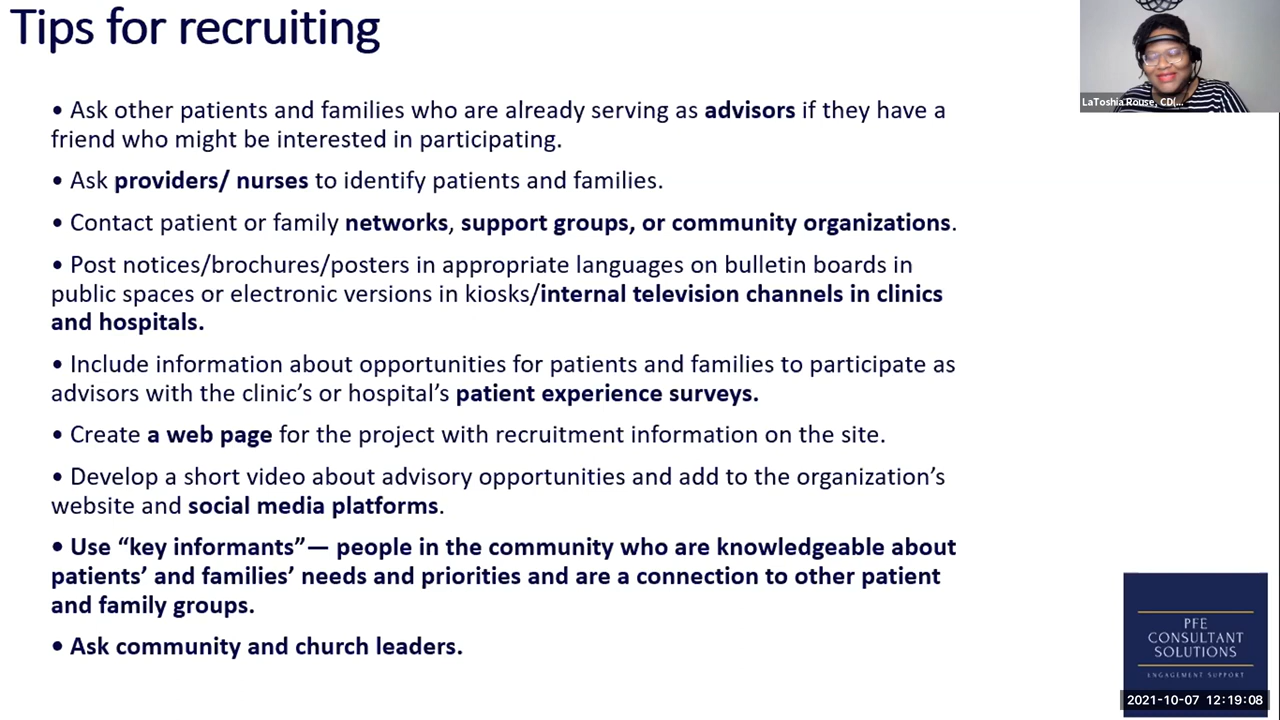 Tips for recruiting
LaToshia Rouse, CD(...
• Ask other patients and families who are already serving as advisors if they have a
friend who might be interested in participating.
• Ask providers/ nurses to identify patients and families.
• Contact patient or family networks, support groups, or community organizations.
• Post notices/brochures/posters in appropriate languages on bulletin boards in
public spaces or electronic versions in kiosks/internal television channels in clinics
and hospitals.
• Include information about opportunities for patients and families to participate as
advisors with the clinic’s or hospital’s patient experience surveys.
• Create a web page for the project with recruitment information on the site.
• Develop a short video about advisory opportunities and add to the organization’s
website and social media platforms.
• Use “key informants”— people in the community who are knowledgeable about
patients’ and families’ needs and priorities and are a connection to other patient
and family groups.
• Ask community and church leaders.
PFE
CONSULTANT
SOLUTIONS
ENGAGEMENT SUPPORT
2021-10-07 12:19:08